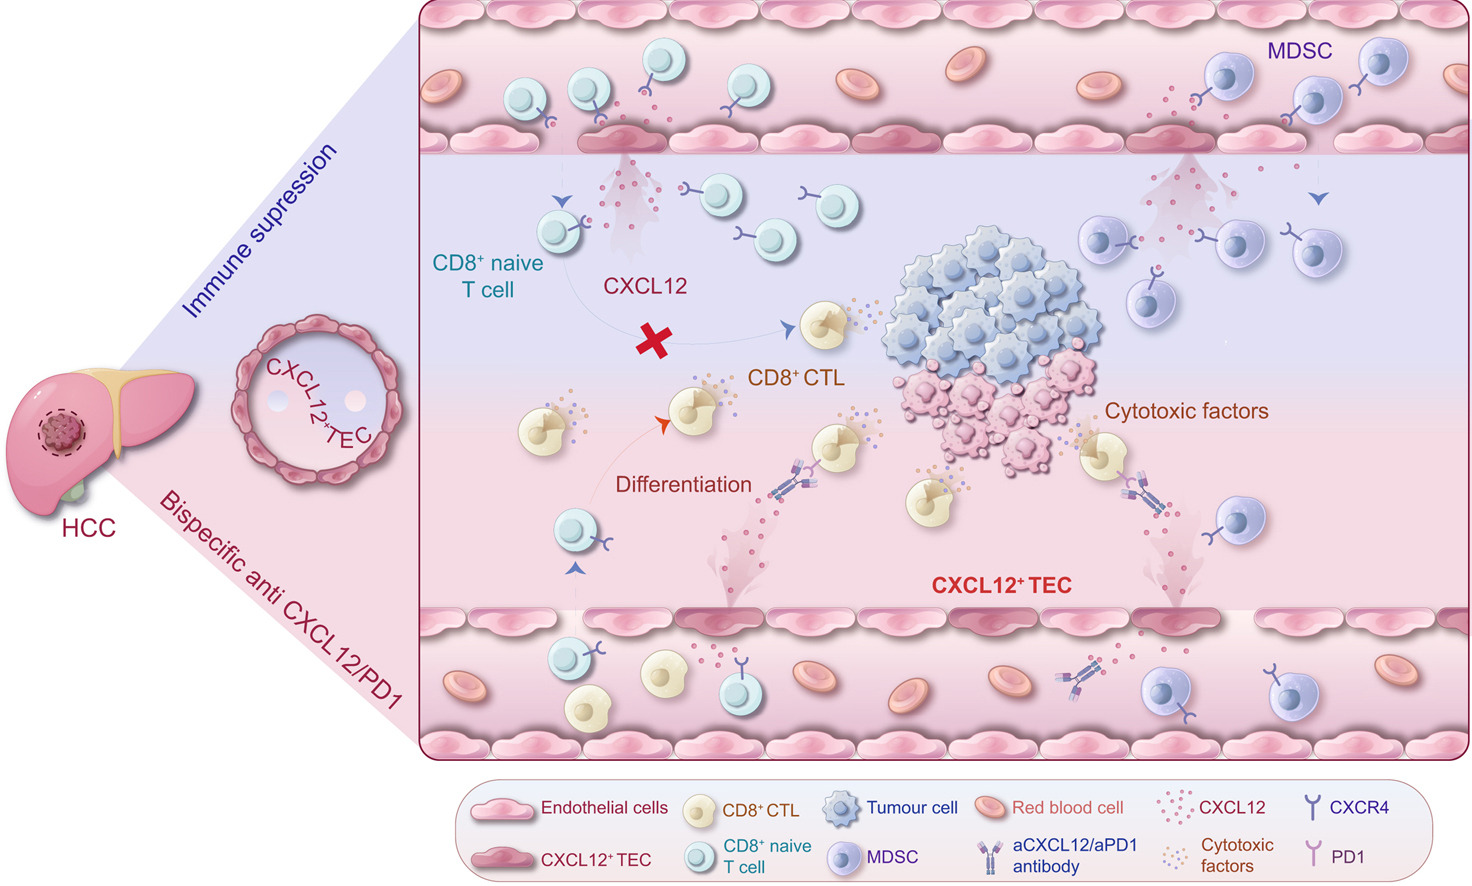 MDSC
Immune supression
CD8⁺ naive
T cell
CXCL12
CD8⁺ CTL
CXCL12⁺TEC
Cytotoxic factors
Differentiation
HCC
Bispecific anti CXCL12/PD1
CXCL12⁺ TEC
Endothelial cells
CD8⁺ CTL
Tumour cell
Red blood cell
CXCL12
CXCR4
CXCL12⁺ TEC
CD8⁺ naive
T cell
MDSC
aCXCL12/aPD1
antibody
Cytotoxic
factors
PD1